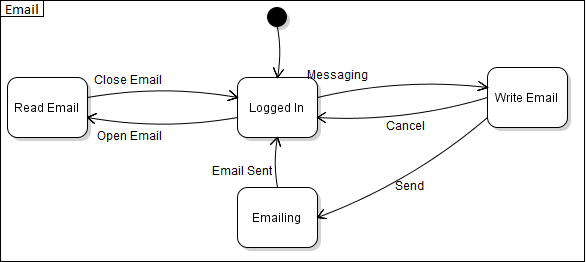 Email
Close Email
Messaging
Read Email
Logged In
Write Email
Open Email
Cancel
Email Sent
Send
Emailing